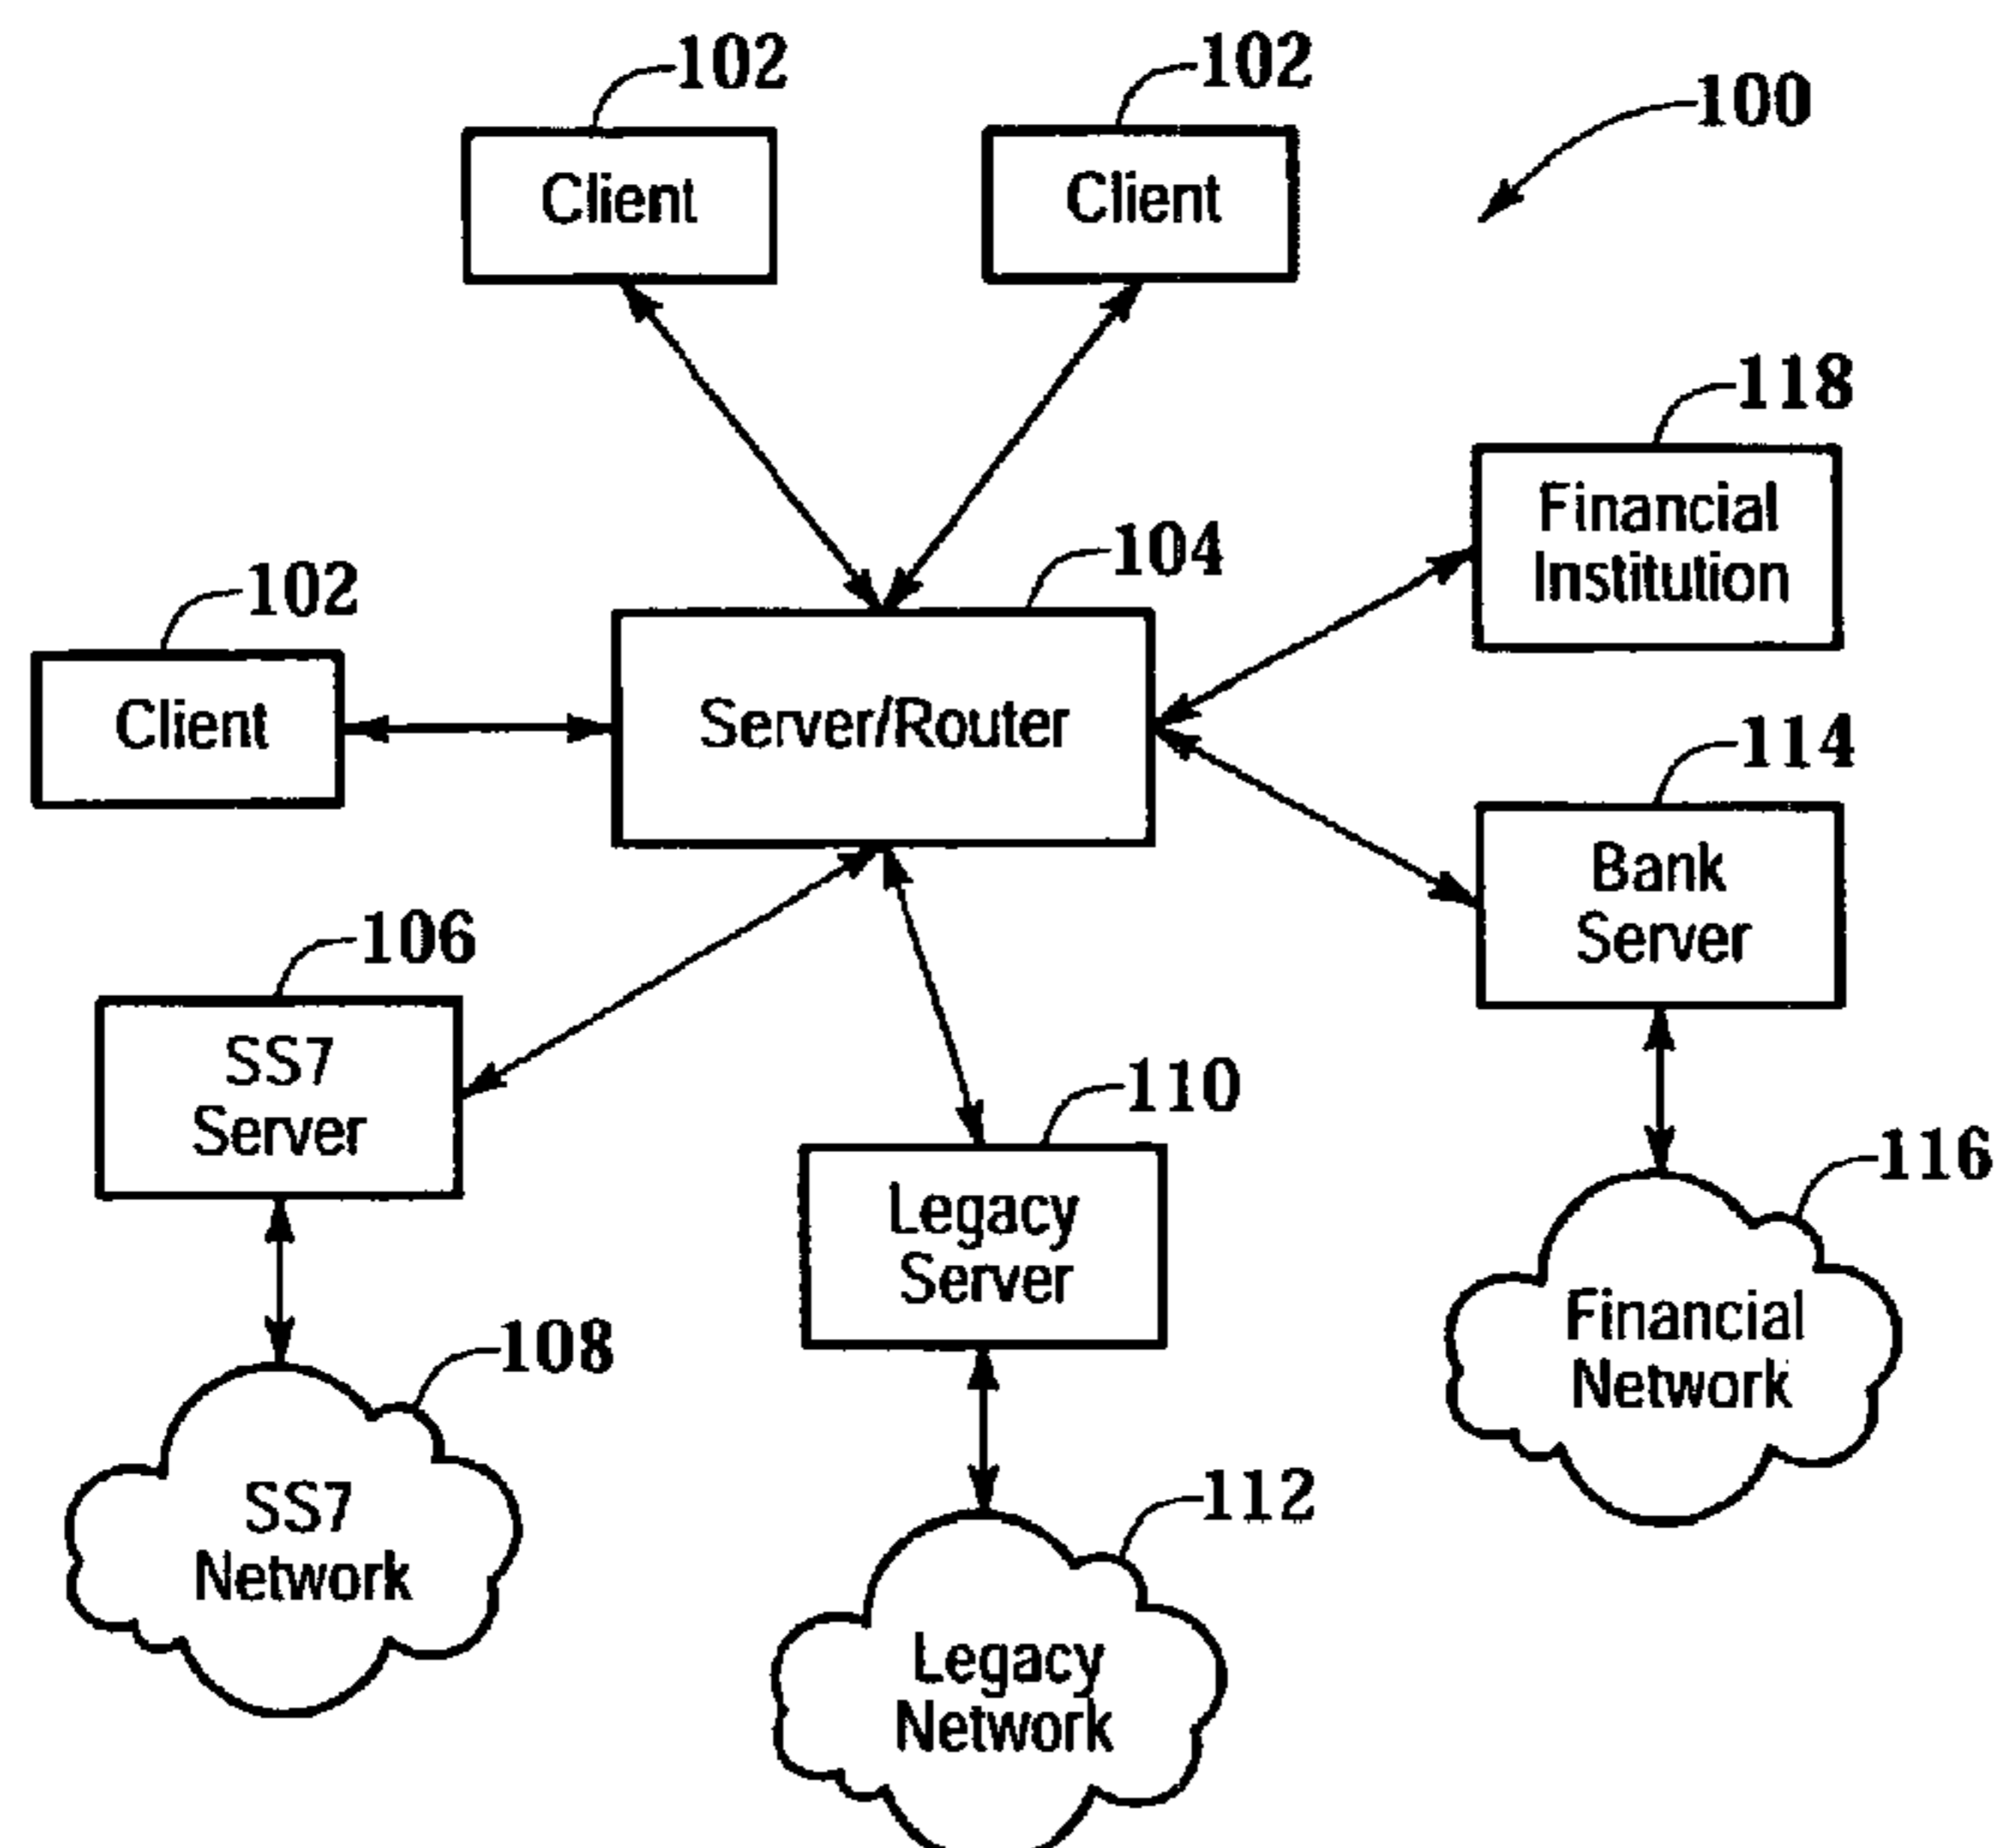 102
102
100
Client
Client
118
Financial
Institution
104
102
Client
Server/Router
114
Bank
Server
106
SS7
Server
110
Legacy
Server
116
Financial
Network
108
SS7
Network
112
Legacy
Network